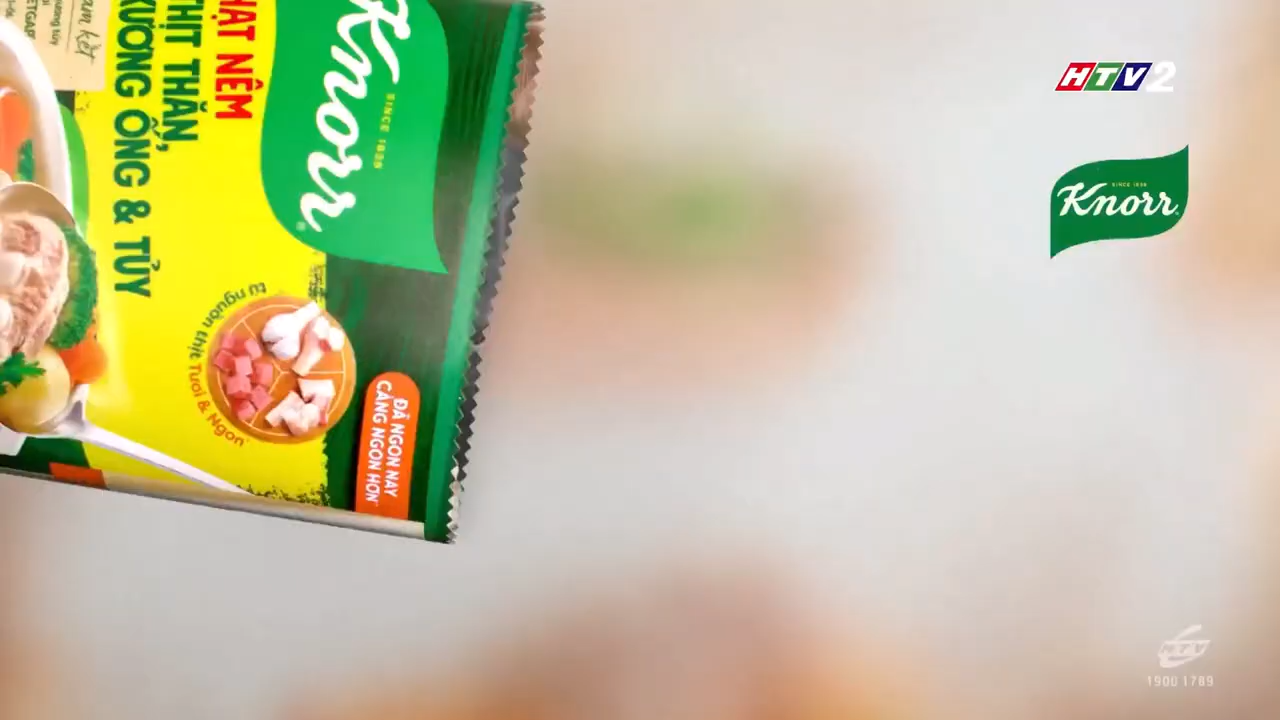 HTV2
SINCE 1838
Knorr
Knorr
SINCE 1838
HẠT NÊM
THỊT THĂN,
XƯƠNG ỐNG & TỦY
từ nguồn thịt Tươi & Ngon
ĐÃ NGON NAY
CÀNG NGON HƠN
HTV
1900 1789